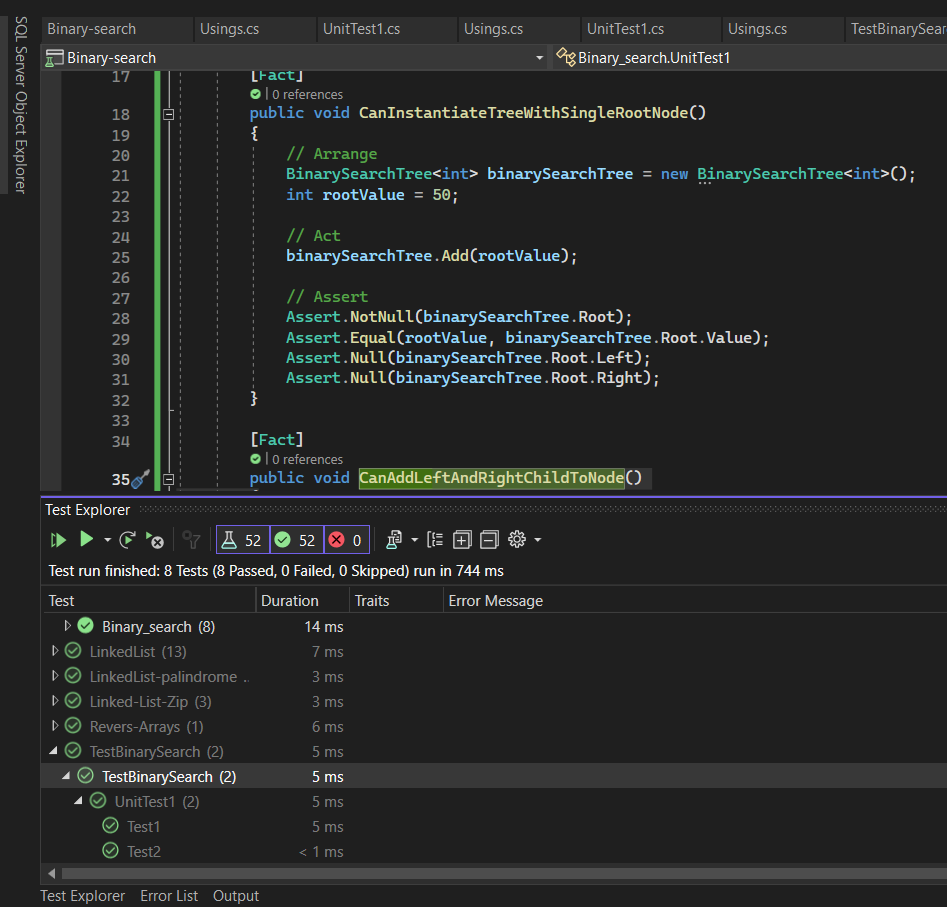 SQL Server Object Explorer
Binary-search Usings.cs UnitTest1.cs Usings.cs UnitTest1.cs Usings.cs TestBinarySear
Binary-search Binary_search.UnitTest1
17 [Fact]
0 references
18 public void CanInstantiateTreeWithSingleRootNode()
19 {
20 // Arrange
21 BinarySearchTree<int> binarySearchTree = new BinarySearchTree<int>();
22 int rootValue = 50;
23
24 // Act
25 binarySearchTree.Add(rootValue);
26
27 // Assert
28 Assert.NotNull(binarySearchTree.Root);
29 Assert.Equal(rootValue, binarySearchTree.Root.Value);
30 Assert.Null(binarySearchTree.Root.Left);
31 Assert.Null(binarySearchTree.Root.Right);
32 }
33
34 [Fact]
0 references
35 public void CanAddLeftAndRightChildToNode()
Test Explorer
52 52 0
Test run finished: 8 Tests (8 Passed, 0 Failed, 0 Skipped) run in 744 ms
Test Duration Traits Error Message
Binary_search (8) 14 ms
LinkedList (13) 7 ms
LinkedList-palindrome .. 3 ms
Linked-List-Zip (3) 3 ms
Revers-Arrays (1) 6 ms
TestBinarySearch (2) 5 ms
TestBinarySearch (2) 5 ms
UnitTest1 (2) 5 ms
Test1 5 ms
Test2 < 1 ms
Test Explorer Error List Output